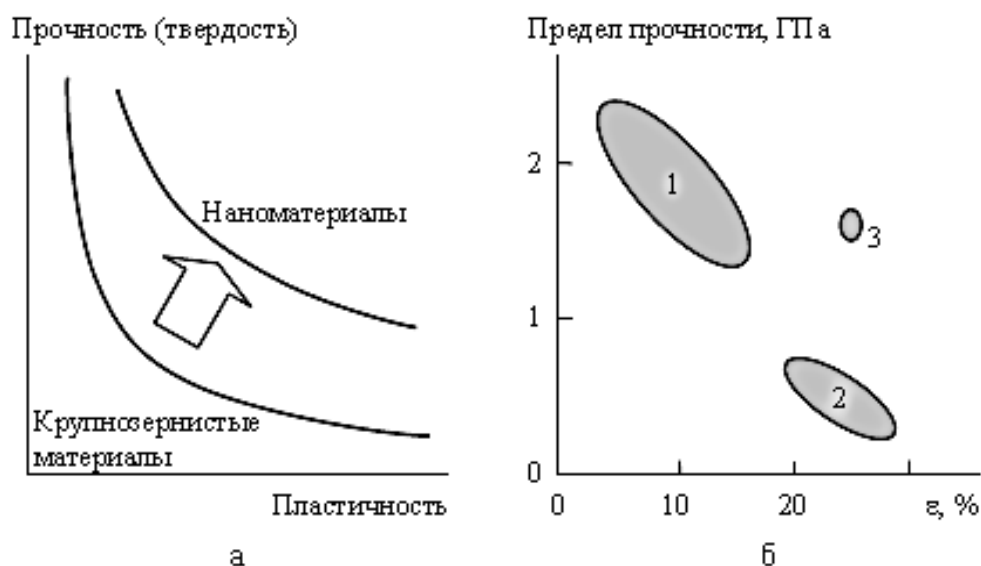 Прочность (твердость)
Наноматериалы
Крупнозернистые
материалы
Пластичность
а
Предел прочности, ГПа
2
1
0
1
3
2
0
10
20
ε, %
б